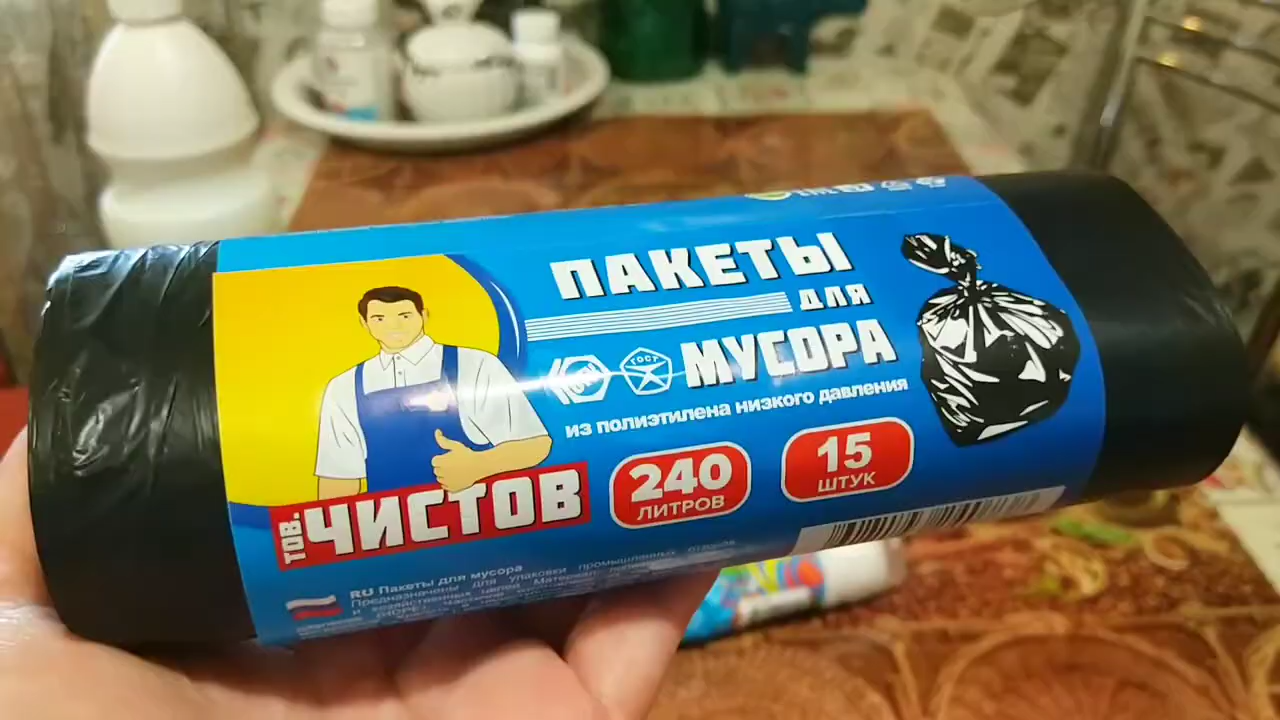 ПАКЕТЫ
ДЛЯ
ГОСТ
МУСОРА
ИЗ ПОЛИЭТИЛЕНА НИЗКОГО ДАВЛЕНИЯ
ТОВ. ЧИСТОВ
240
ЛИТРОВ
15
ШТУК
RU Пакеты для мусора
Предназначены для упаковки промышленных отходов